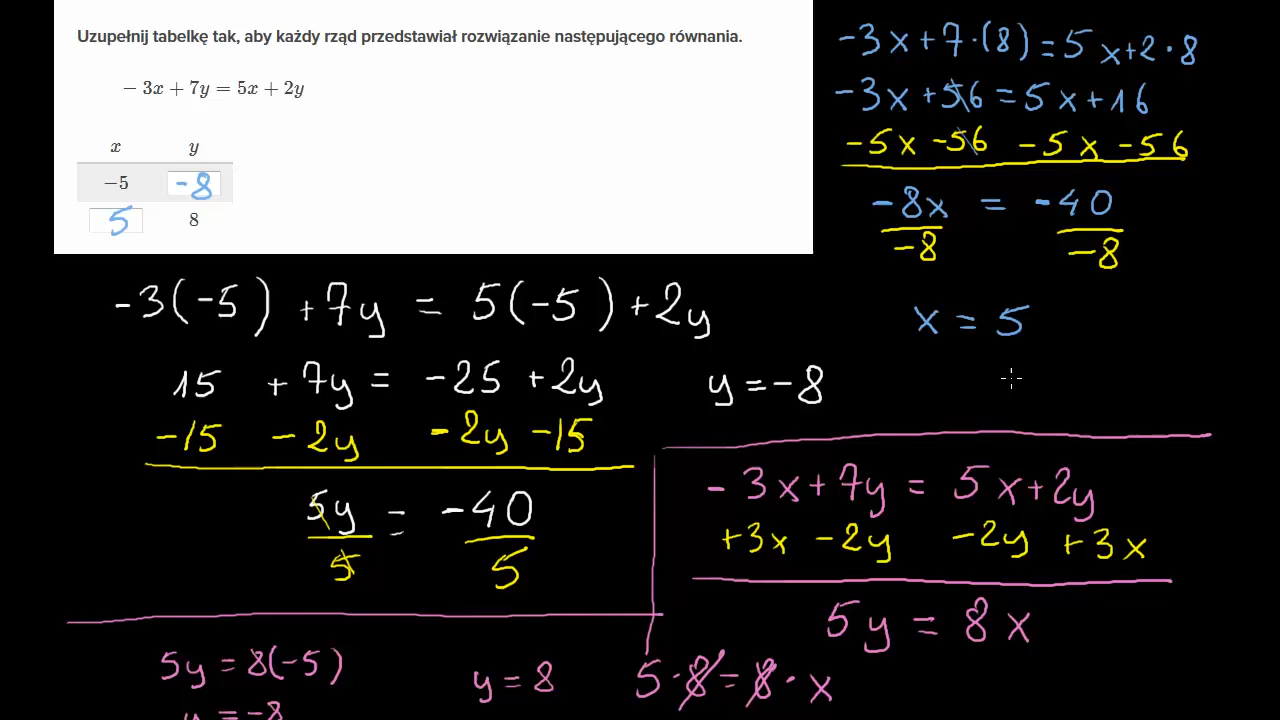 Uzupełnij tabelkę tak, aby każdy rząd przedstawiał rozwiązanie następującego równania.
− 3x + 7y = 5x + 2y
x y
−5 -8
5 8
-3x+7·(8)=5x+2·8
-3x+56=5x+16
-5x -56 -5x -56
-8x = -40
-8 -8
x = 5
-3(-5) +7y = 5(-5) +2y
15 +7y = -25 +2y
-15 -2y -2y -15
5y = -40
5 5
y=-8
-3x+7y = 5x+2y
+3x -2y -2y +3x
5y = 8x
5y = 8(-5)
y = -8
y = 8
5·8=8·x